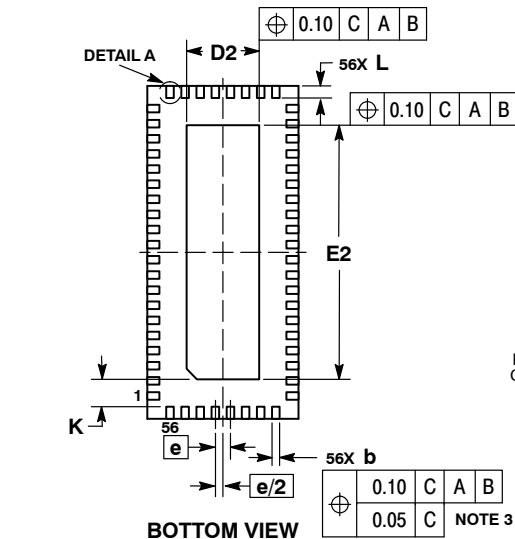 ⌖ 0.10 C A B
DETAIL A
D2
56X L
⌖ 0.10 C A B
E2
1
K
56
e
56X b
e/2
⌖ 0.10 C A B
0.05 C NOTE 3
BOTTOM VIEW